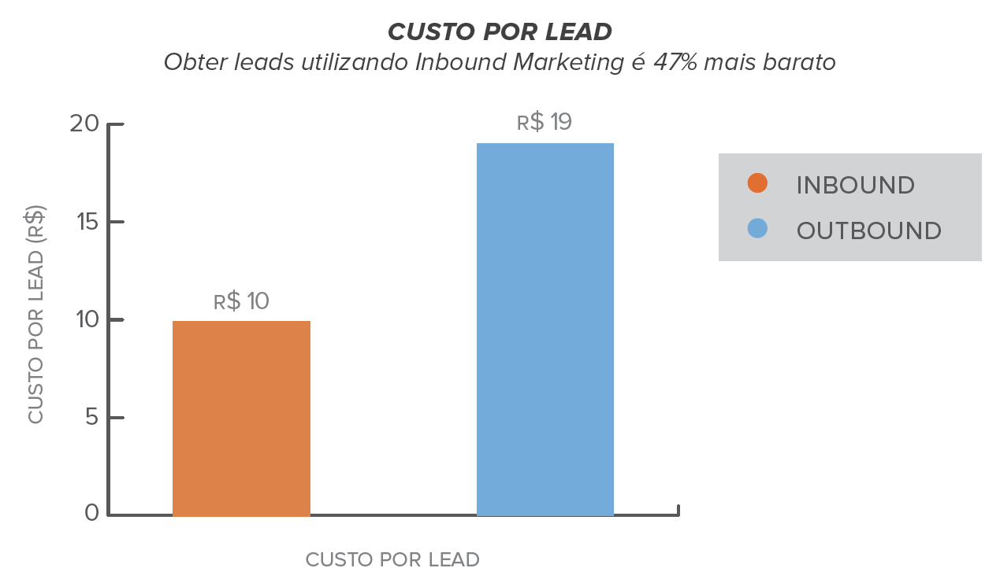 CUSTO POR LEAD
Obter leads utilizando Inbound Marketing é 47% mais barato
CUSTO POR LEAD (R$)
20
15
10
5
0
R$ 10
R$ 19
CUSTO POR LEAD
INBOUND
OUTBOUND